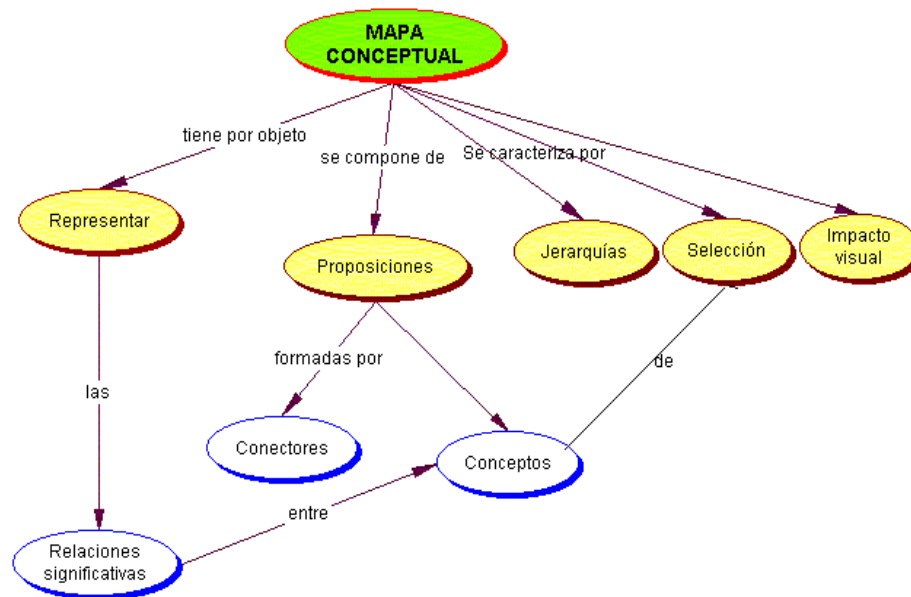 MAPA
CONCEPTUAL
tiene por objeto
se compone de
Se caracteriza por
Representar
Proposiciones
Jerarquías
Selección
Impacto
visual
formadas por
de
las
Conectores
Conceptos
entre
Relaciones
significativas